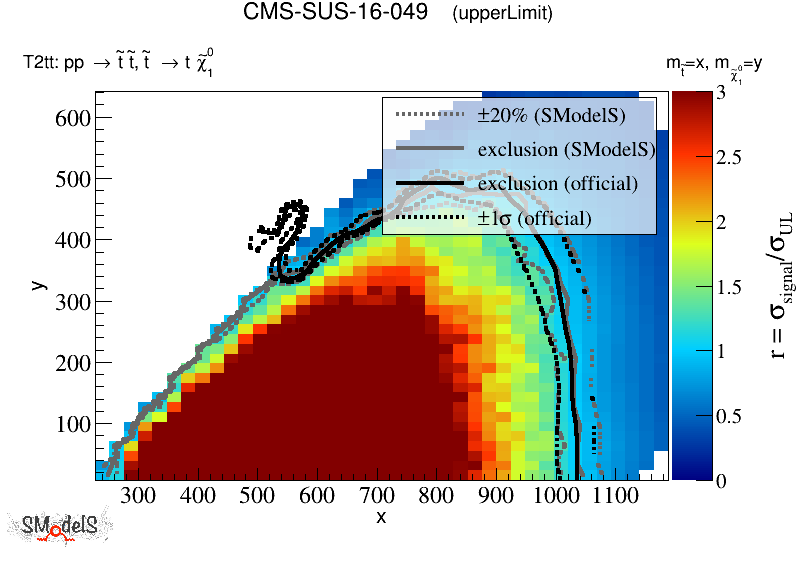 CMS-SUS-16-049 (upperLimit)
T2tt: pp → t̃ t̃, t̃ → t χ̃⁰₁
m_t̃=x, m_χ̃⁰₁=y
±20% (SModelS)
exclusion (SModelS)
exclusion (official)
±1σ (official)
600
500
400
300
200
100
y
300 400 500 600 700 800 900 1000 1100
x
3
2.5
2
1.5
1
0.5
0
r = σ_signal/σ_UL
SModelS